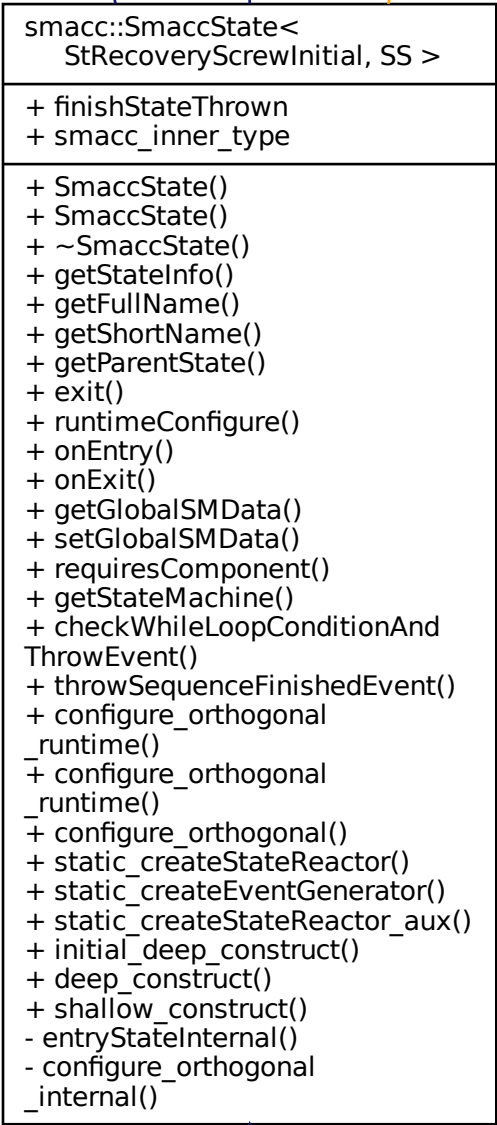 smacc::SmaccState<
StRecoveryScrewInitial, SS >
+ finishStateThrown
+ smacc_inner_type
+ SmaccState()
+ SmaccState()
+ ~SmaccState()
+ getStateInfo()
+ getFullName()
+ getShortName()
+ getParentState()
+ exit()
+ runtimeConfigure()
+ onEntry()
+ onExit()
+ getGlobalSMData()
+ setGlobalSMData()
+ requiresComponent()
+ getStateMachine()
+ checkWhileLoopConditionAnd
ThrowEvent()
+ throwSequenceFinishedEvent()
+ configure_orthogonal
_runtime()
+ configure_orthogonal
_runtime()
+ configure_orthogonal()
+ static_createStateReactor()
+ static_createEventGenerator()
+ static_createStateReactor_aux()
+ initial_deep_construct()
+ deep_construct()
+ shallow_construct()
- entryStateInternal()
- configure_orthogonal
_internal()